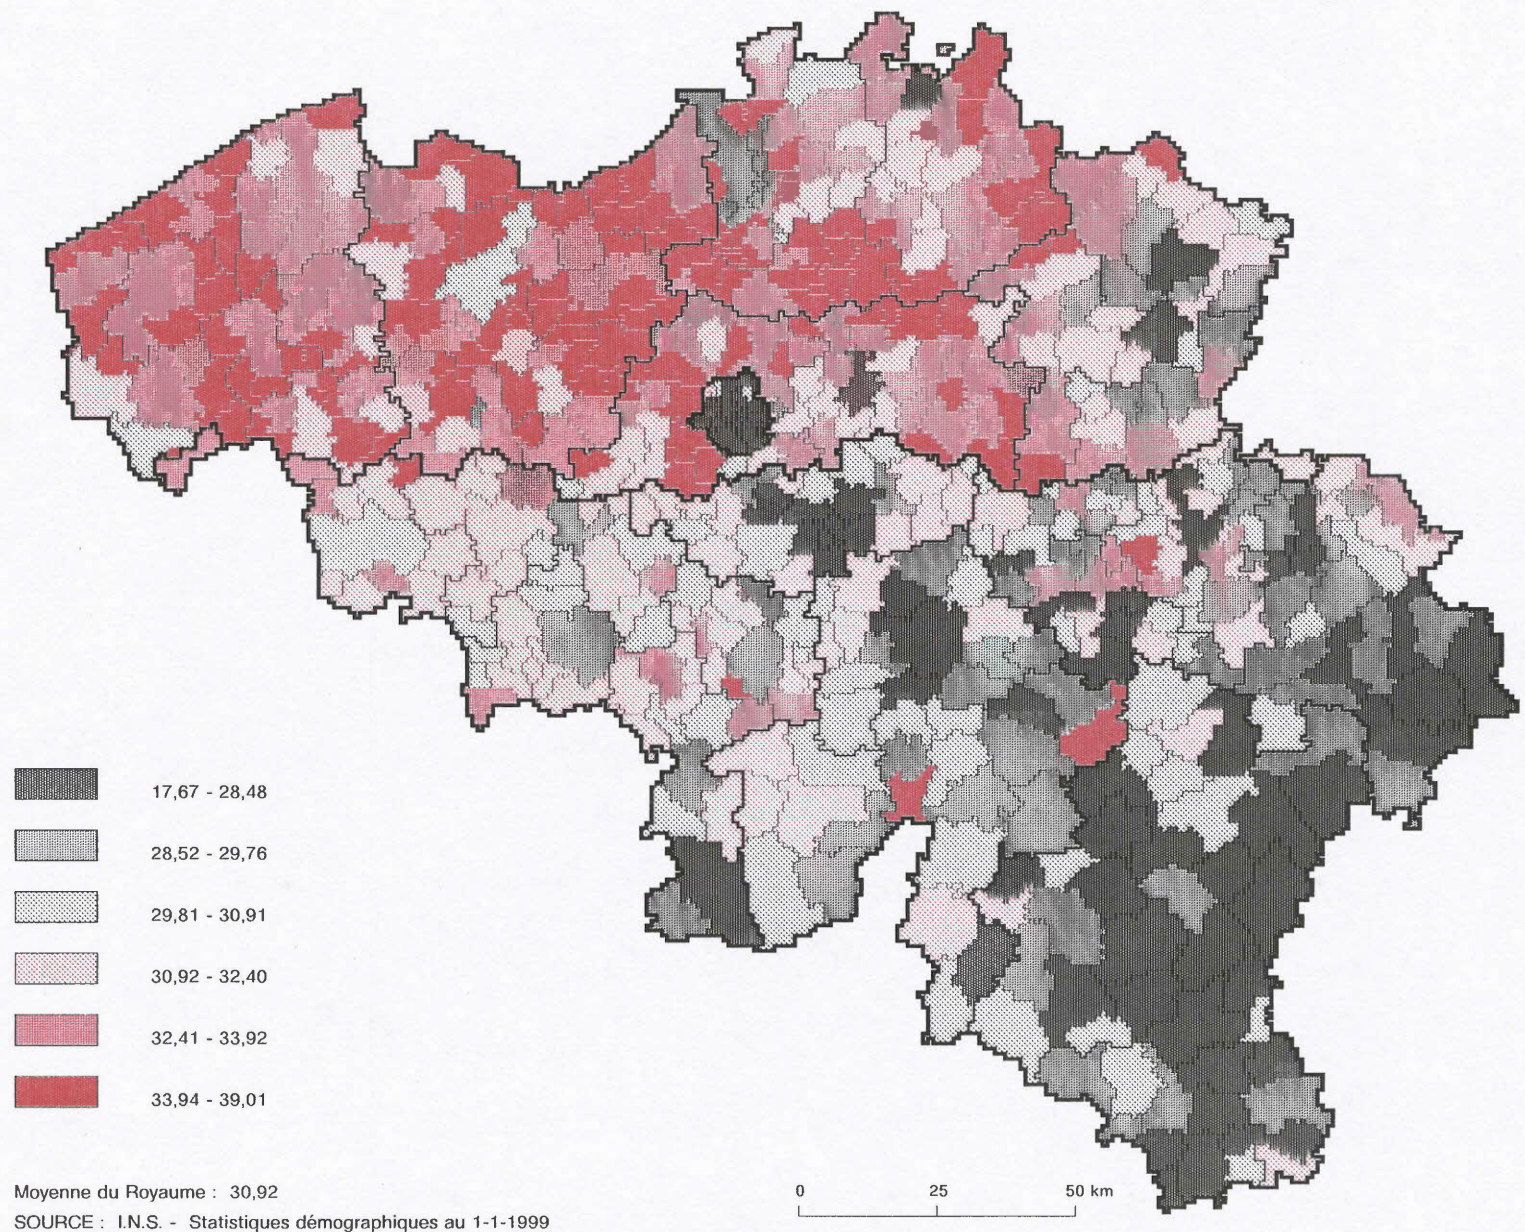 17,67 - 28,48
28,52 - 29,76
29,81 - 30,91
30,92 - 32,40
32,41 - 33,92
33,94 - 39,01
Moyenne du Royaume : 30,92
SOURCE : I.N.S. - Statistiques démographiques au 1-1-1999
0 25 50 km